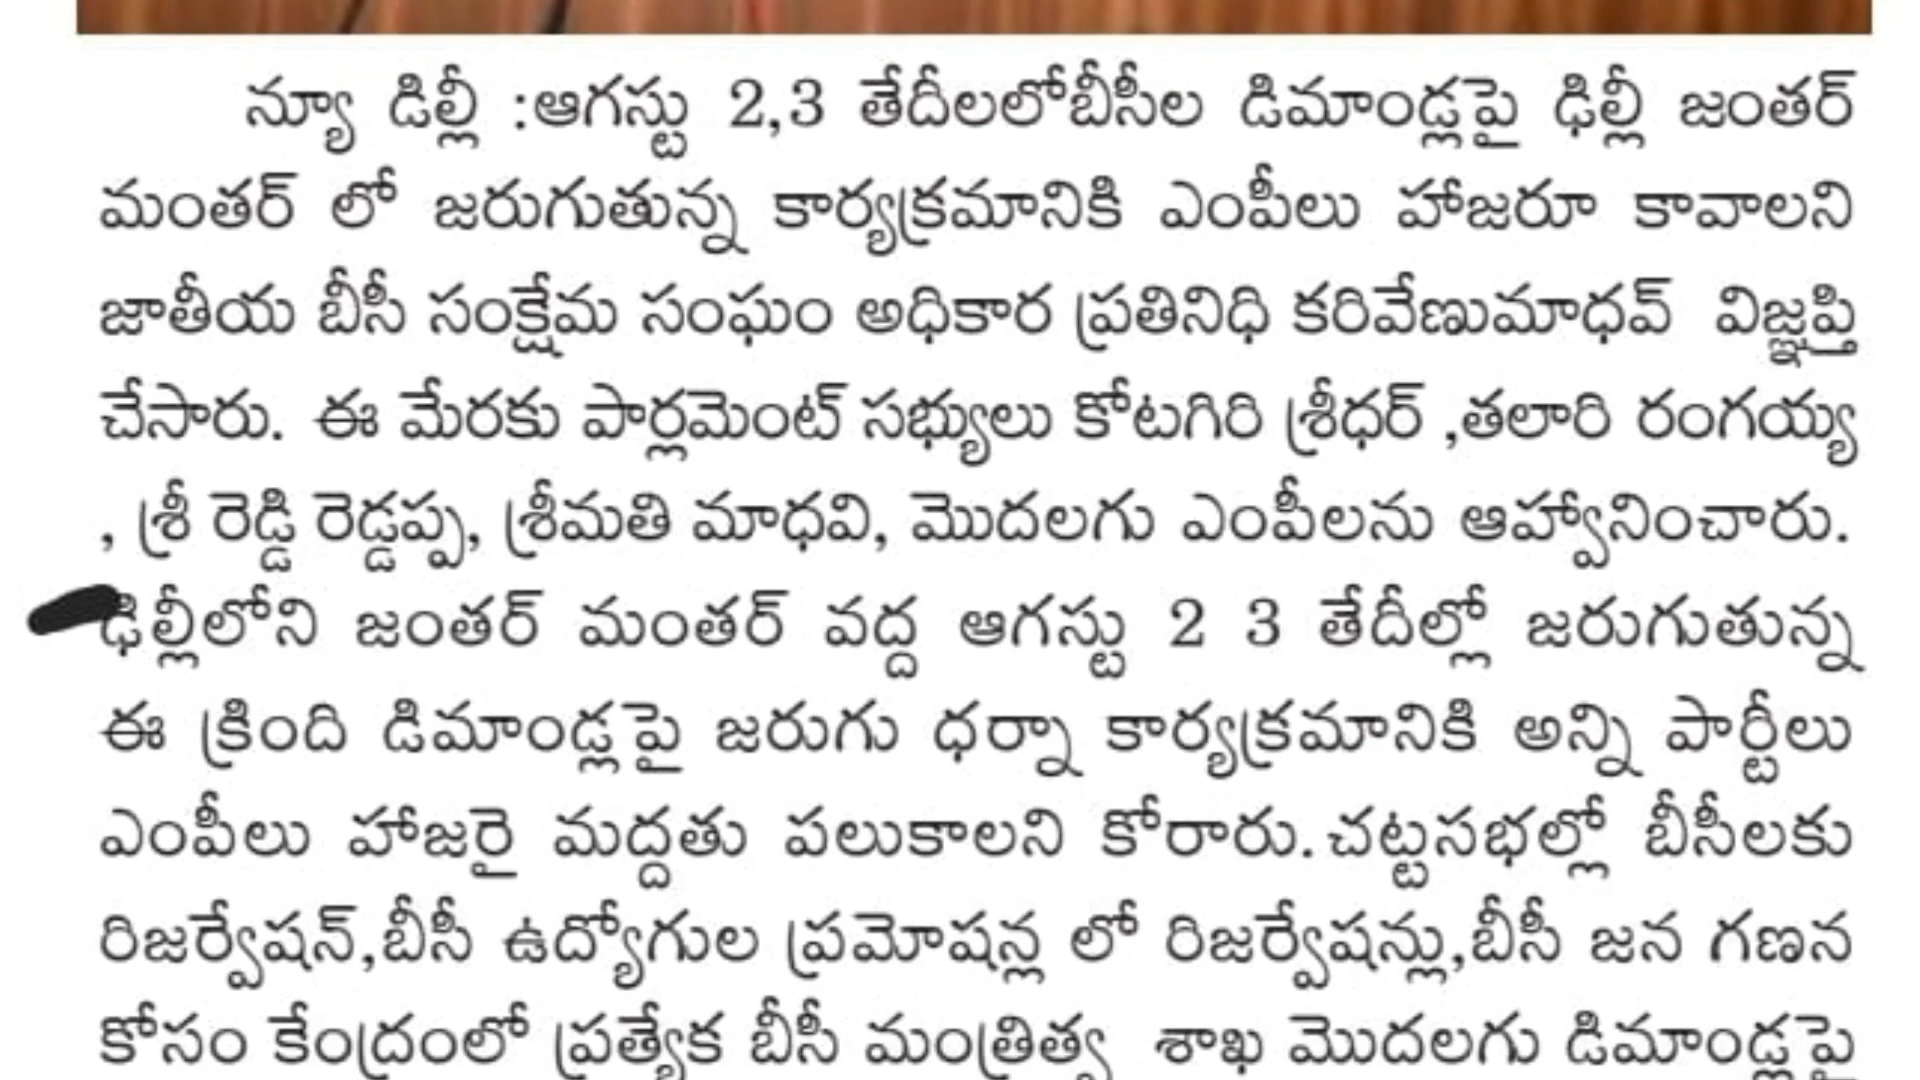 న్యూ డిల్లీ :ఆగస్టు 2,3 తేదీలలోబీసీల డిమాండ్లపై ఢిల్లీ జంతర్
మంతర్ లో జరుగుతున్న కార్యక్రమానికి ఎంపీలు హాజరూ కావాలని
జాతీయ బీసీ సంక్షేమ సంఘం అధికార ప్రతినిధి కరివేణుమాధవ్ విజ్ఞప్తి
చేసారు. ఈ మేరకు పార్లమెంట్ సభ్యులు కోటగిరి శ్రీధర్ ,తలారి రంగయ్య
, శ్రీ రెడ్డి రెడ్డప్ప, శ్రీమతి మాధవి, మొదలగు ఎంపీలను ఆహ్వానించారు.
ఢిల్లీలోని జంతర్ మంతర్ వద్ద ఆగస్టు 2 3 తేదీల్లో జరుగుతున్న
ఈ క్రింది డిమాండ్లపై జరుగు ధర్నా కార్యక్రమానికి అన్ని పార్టీలు
ఎంపీలు హాజరై మద్దతు పలుకాలని కోరారు.చట్టసభల్లో బీసీలకు
రిజర్వేషన్,బీసీ ఉద్యోగుల ప్రమోషన్ల లో రిజర్వేషన్లు,బీసీ జన గణన
కోసం కేంద్రంలో ప్రత్యేక బీసీ మంత్రిత్వ శాఖ మొదలగు డిమాండ్లపై